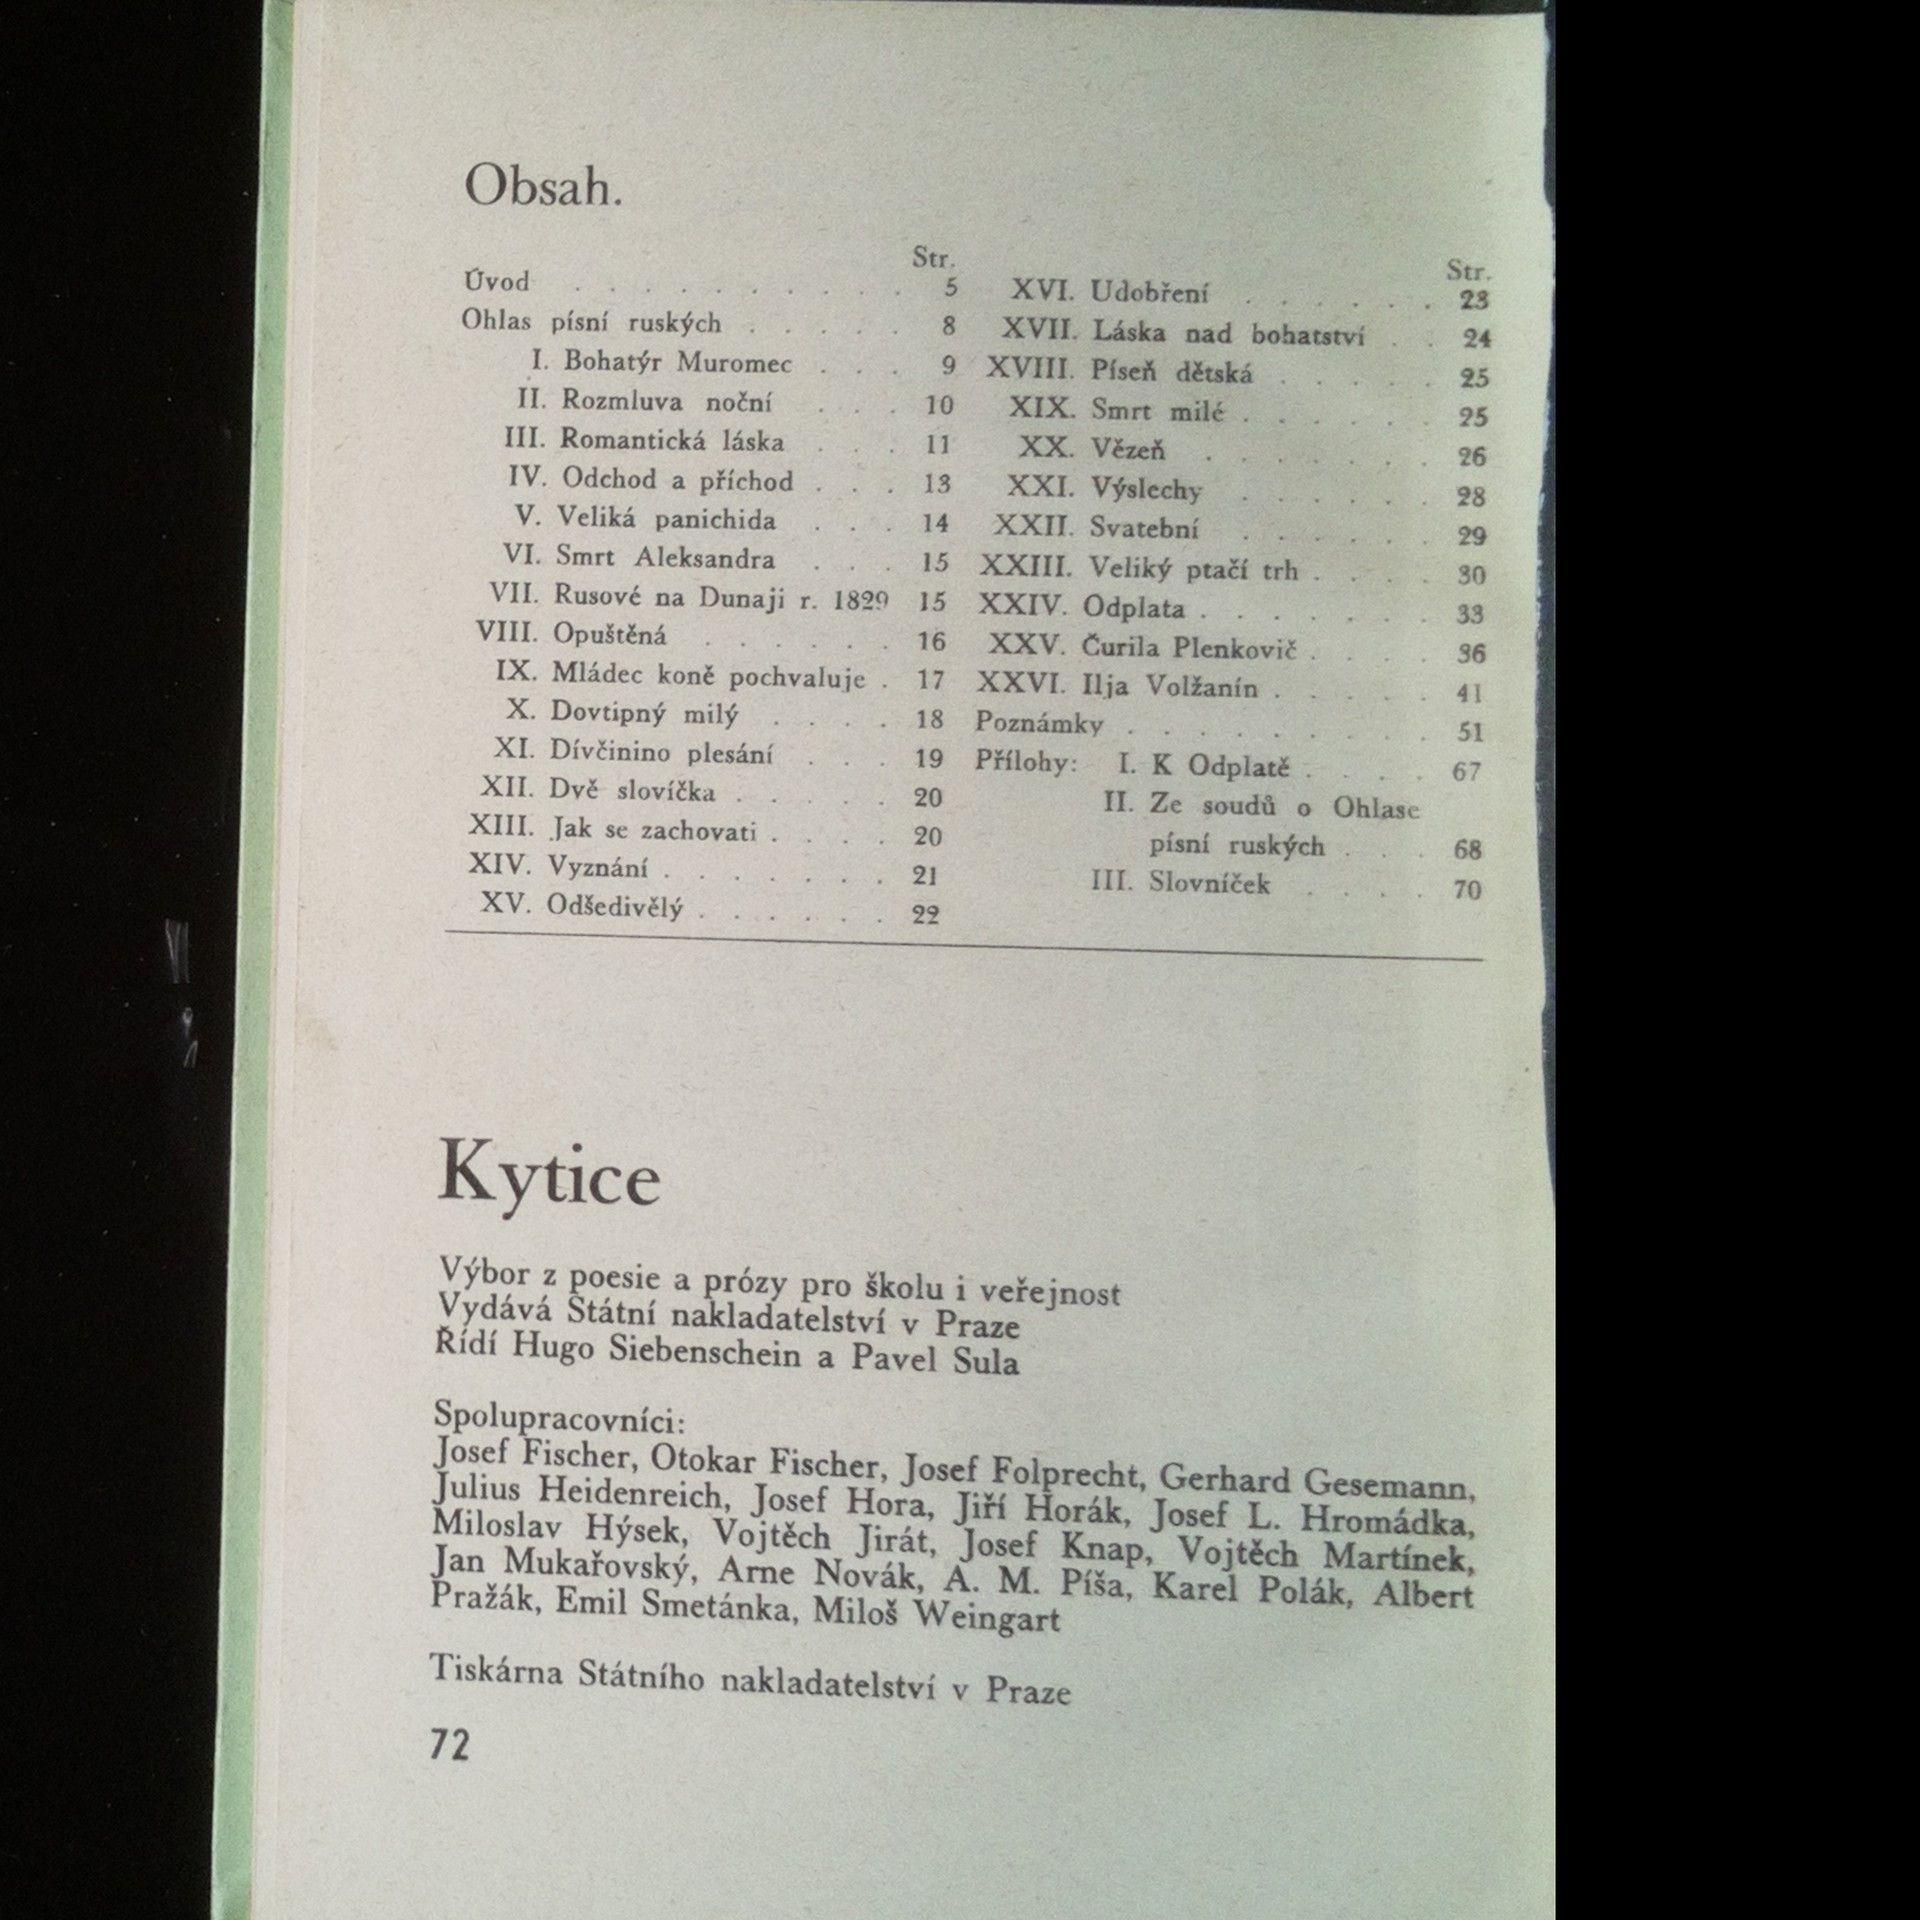 Obsah.
Str.
Úvod . . . . . . . . . . 5
Ohlas písní ruských . . . . . 8
I. Bohatýr Muromec . . . 9
II. Rozmluva noční . . . 10
III. Romantická láska . . . 11
IV. Odchod a příchod . . . 13
V. Veliká panichida . . . 14
VI. Smrt Aleksandra . . . 15
VII. Rusové na Dunaji r. 1829 15
VIII. Opuštěná . . . . . . 16
IX. Mládec koně pochvaluje . 17
X. Dovtipný milý . . . . 18
XI. Dívčinino plesání . . . 19
XII. Dvě slovíčka . . . . . 20
XIII. Jak se zachovati . . . . 20
XIV. Vyznání . . . . . . . 21
XV. Odšedivělý . . . . . . 22
Str.
XVI. Udobření . . . . . . 23
XVII. Láska nad bohatství . . 24
XVIII. Píseň dětská . . . . . 25
XIX. Smrt milé . . . . . . 25
XX. Vězeň . . . . . . . 26
XXI. Výslechy . . . . . . 28
XXII. Svatební . . . . . . 29
XXIII. Veliký ptačí trh . . . . 30
XXIV. Odplata . . . . . . . 33
XXV. Čurila Plenkovič . . . . 36
XXVI. Ilja Volžanín . . . . . 41
Poznámky . . . . . . . . . 51
Přílohy: I. K Odplatě . . . . 67
II. Ze soudů o Ohlase
písní ruských . . . 68
III. Slovníček . . . . 70
Kytice
Výbor z poesie a prózy pro školu i veřejnost
Vydává Státní nakladatelství v Praze
Řídí Hugo Siebenschein a Pavel Sula
Spolupracovníci:
Josef Fischer, Otokar Fischer, Josef Folprecht, Gerhard Gesemann,
Julius Heidenreich, Josef Hora, Jiří Horák, Josef L. Hromádka,
Miloslav Hýsek, Vojtěch Jirát, Josef Knap, Vojtěch Martínek,
Jan Mukařovský, Arne Novák, A. M. Píša, Karel Polák, Albert
Pražák, Emil Smetánka, Miloš Weingart
Tiskárna Státního nakladatelství v Praze
72